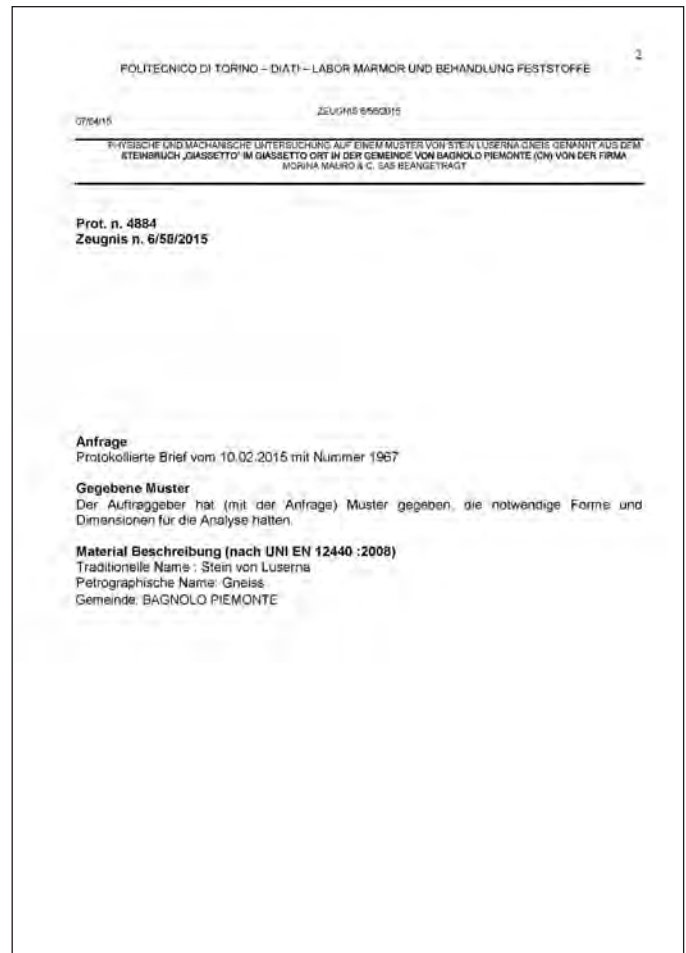 2
POLITECNICO DI TORINO – DIATI – LABOR MARMOR UND BEHANDLUNG FESTSTOFFE
ZEUGNIS 6/58/2015
07/04/15
PHYSISCHE UND MACHANISCHE UNTERSUCHUNG AUF EINEM MUSTER VON STEIN LUSERNA GNEIS GENANNT AUS DEM
STEINBRUCH „GIASSETTO" IM GIASSETTO ORT IN DER GEMEINDE VON BAGNOLO PIEMONTE (CN) VON DER FIRMA
MORINA MAURO & C. SAS BEANGETRAGT
Prot. n. 4884
Zeugnis n. 6/58/2015
Anfrage
Protokollierte Brief vom 10.02.2015 mit Nummer 1967
Gegebene Muster
Der Auftraggeber hat (mit der Anfrage) Muster gegeben, die notwendige Forme und
Dimensionen für die Analyse hatten.
Material Beschreibung (nach UNI EN 12440 :2008)
Traditionelle Name : Stein von Luserna
Petrographische Name: Gneiss
Gemeinde: BAGNOLO PIEMONTE